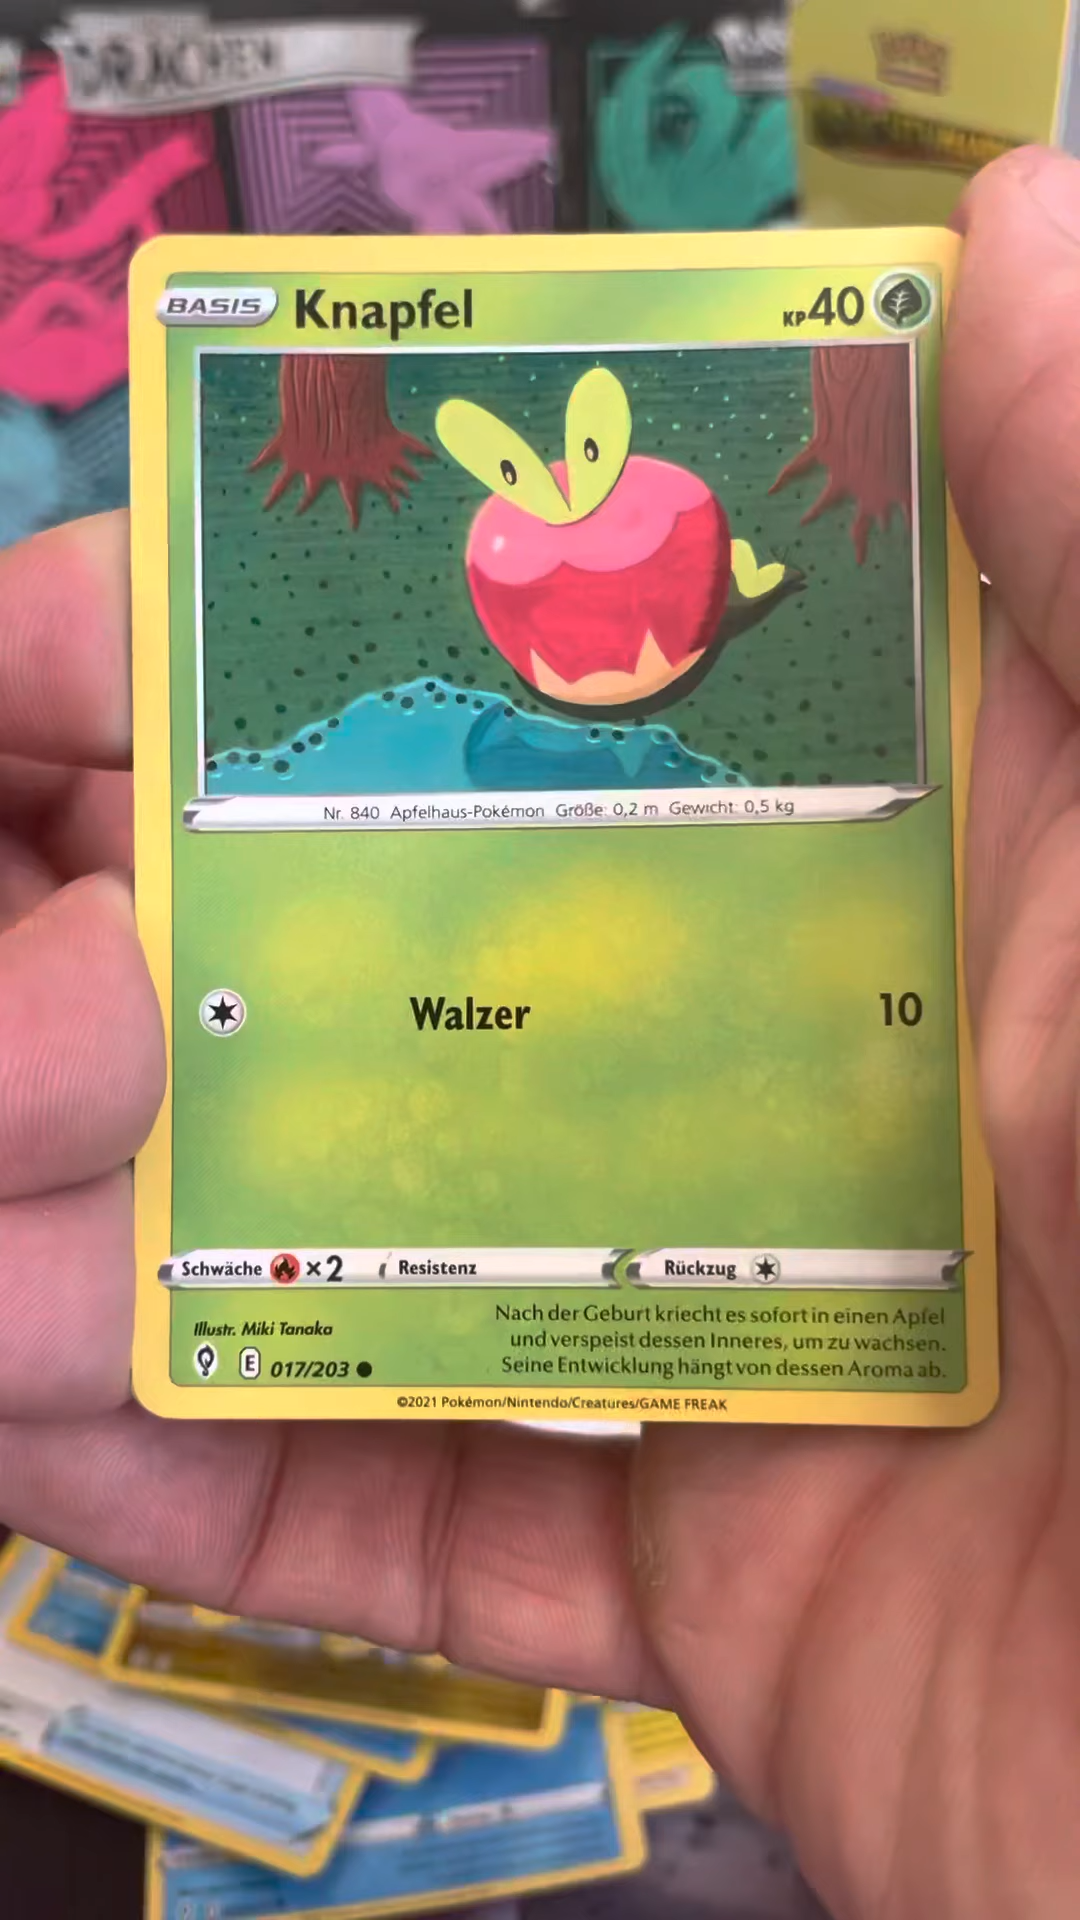 DRACHEN
BASIS Knapfel KP40
Nr. 840 Apfelhaus-Pokémon Größe: 0,2 m Gewicht: 0,5 kg
Walzer 10
Schwäche ×2 Resistenz Rückzug
Illustr. Miki Tanaka
Nach der Geburt kriecht es sofort in einen Apfel
und verspeist dessen Inneres, um zu wachsen.
Seine Entwicklung hängt von dessen Aroma ab.
E 017/203
©2021 Pokémon/Nintendo/Creatures/GAME FREAK